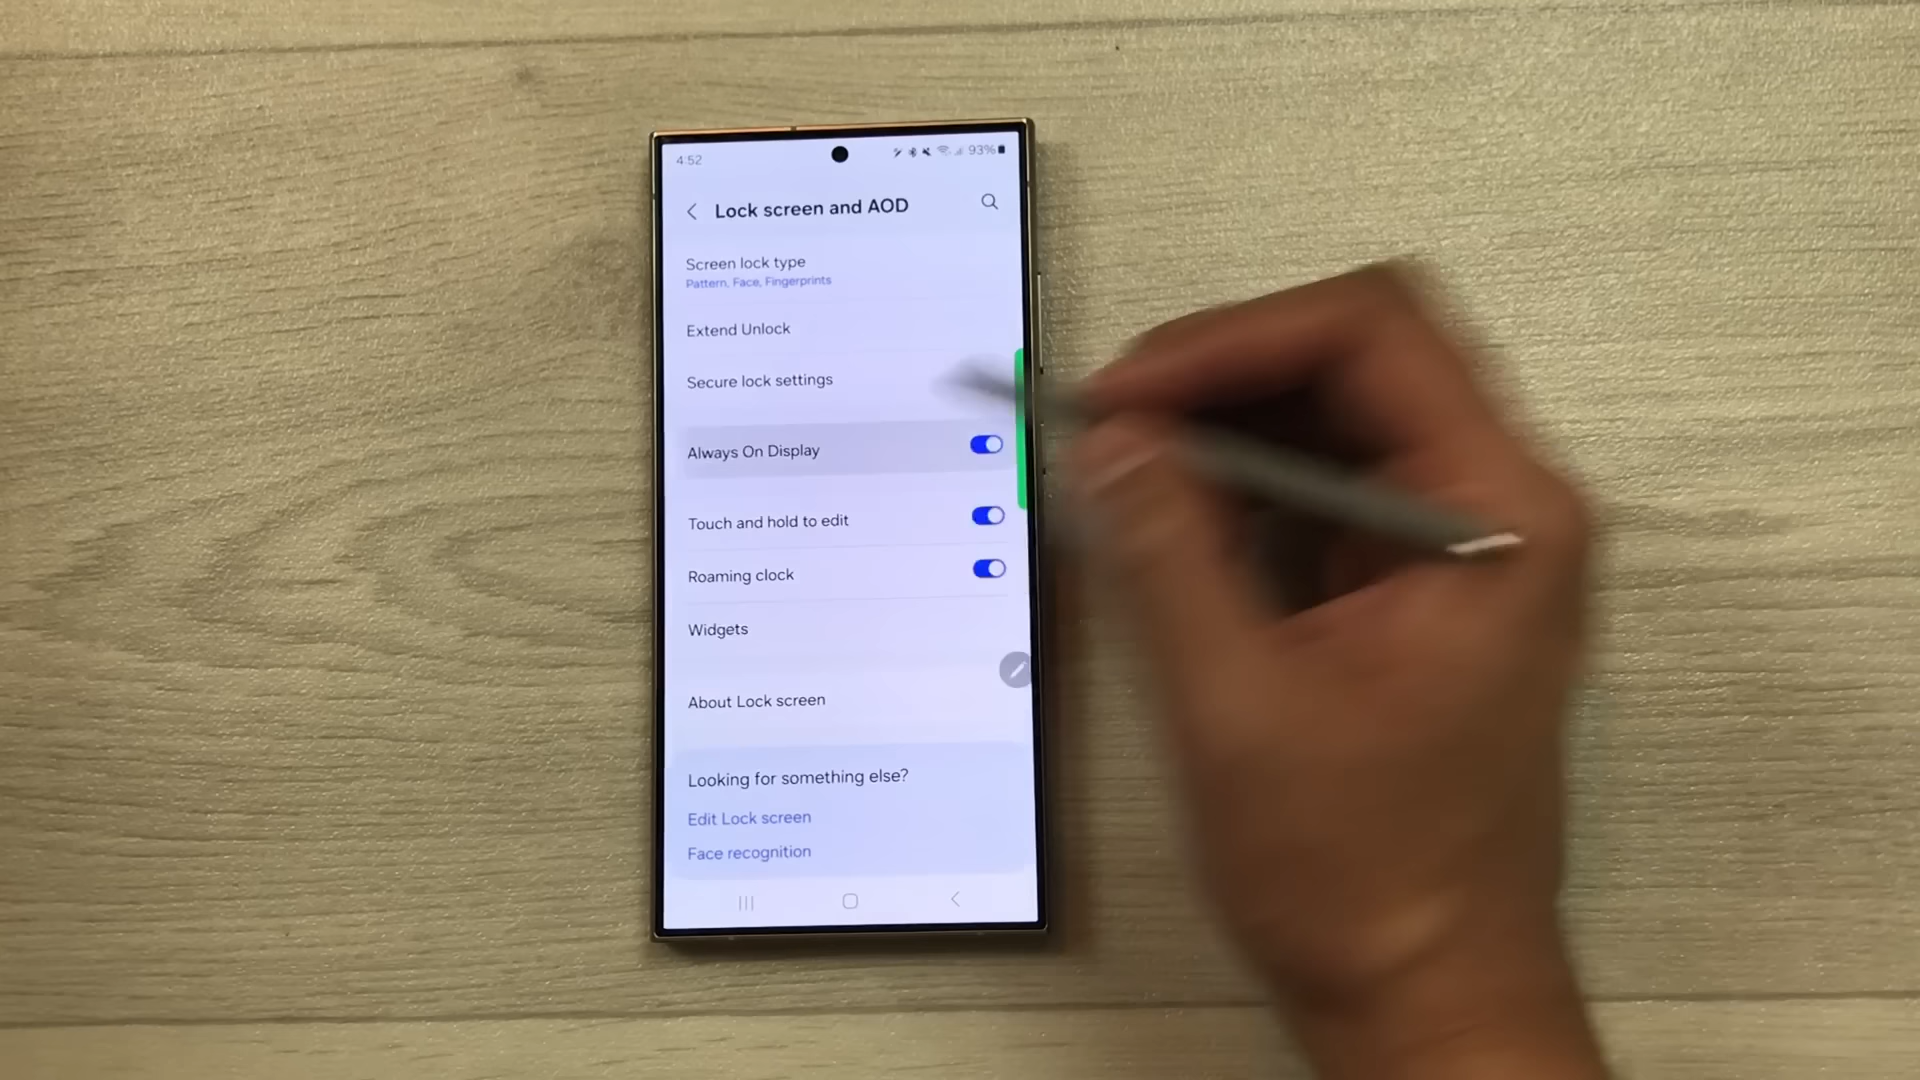 4:52
93%
Lock screen and AOD
Screen lock type
Pattern, Face, Fingerprints
Extend Unlock
Secure lock settings
Always On Display
Touch and hold to edit
Roaming clock
Widgets
About Lock screen
Looking for something else?
Edit Lock screen
Face recognition